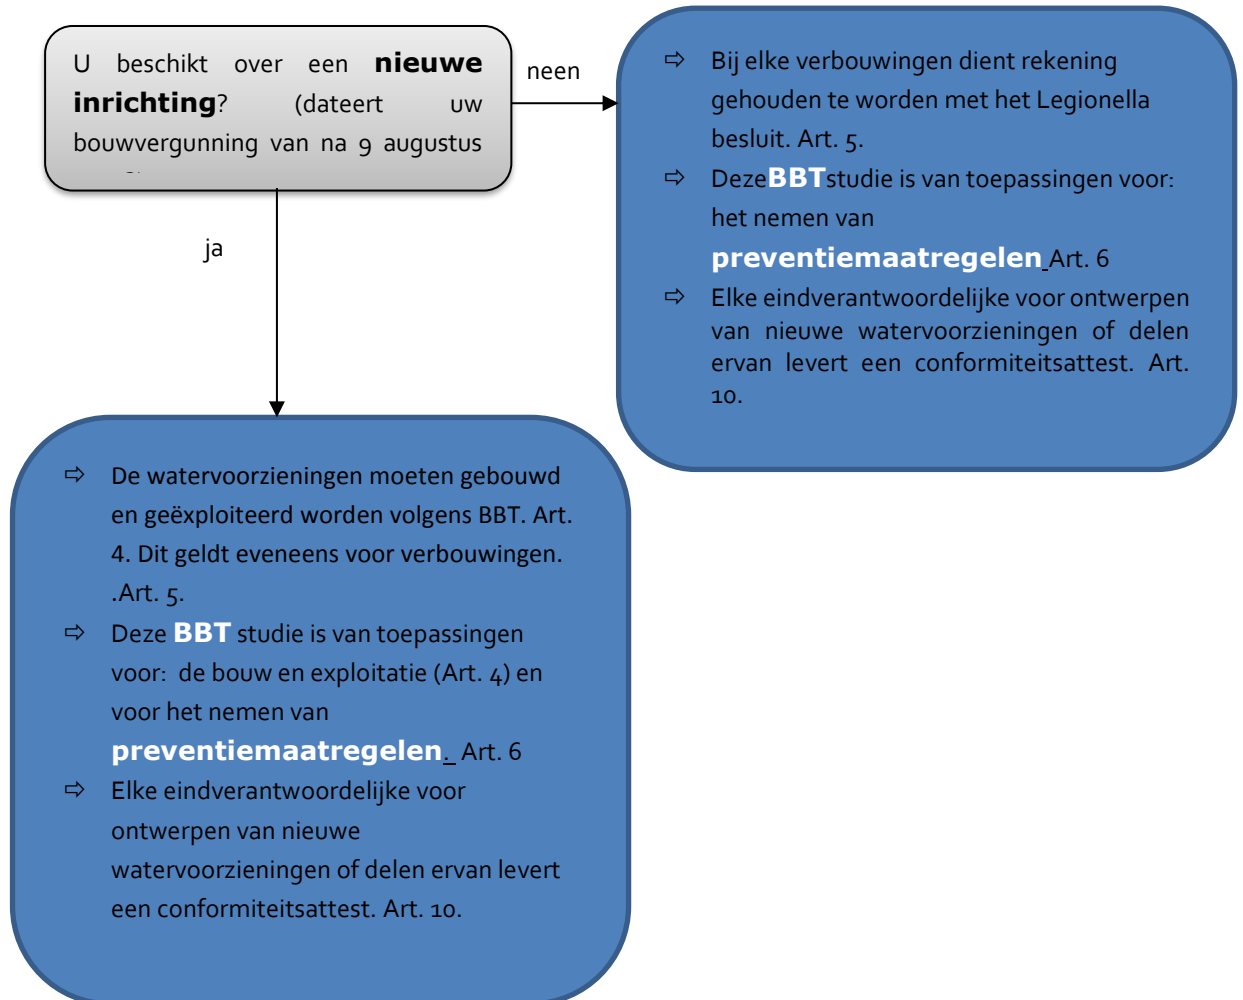 U beschikt over een nieuwe
inrichting? (dateert uw
bouwvergunning van na 9 augustus
neen
⇨ Bij elke verbouwingen dient rekening
gehouden te worden met het Legionella
besluit. Art. 5.
⇨ DezeBBTstudie is van toepassingen voor:
het nemen van
preventiemaatregelen Art. 6
⇨ Elke eindverantwoordelijke voor ontwerpen
van nieuwe watervoorzieningen of delen
ervan levert een conformiteitsattest. Art.
10.
ja
⇨ De watervoorzieningen moeten gebouwd
en geëxploiteerd worden volgens BBT. Art.
4. Dit geldt eveneens voor verbouwingen.
.Art. 5.
⇨ Deze BBT studie is van toepassingen
voor: de bouw en exploitatie (Art. 4) en
voor het nemen van
preventiemaatregelen. Art. 6
⇨ Elke eindverantwoordelijke voor
ontwerpen van nieuwe
watervoorzieningen of delen ervan levert
een conformiteitsattest. Art. 10.